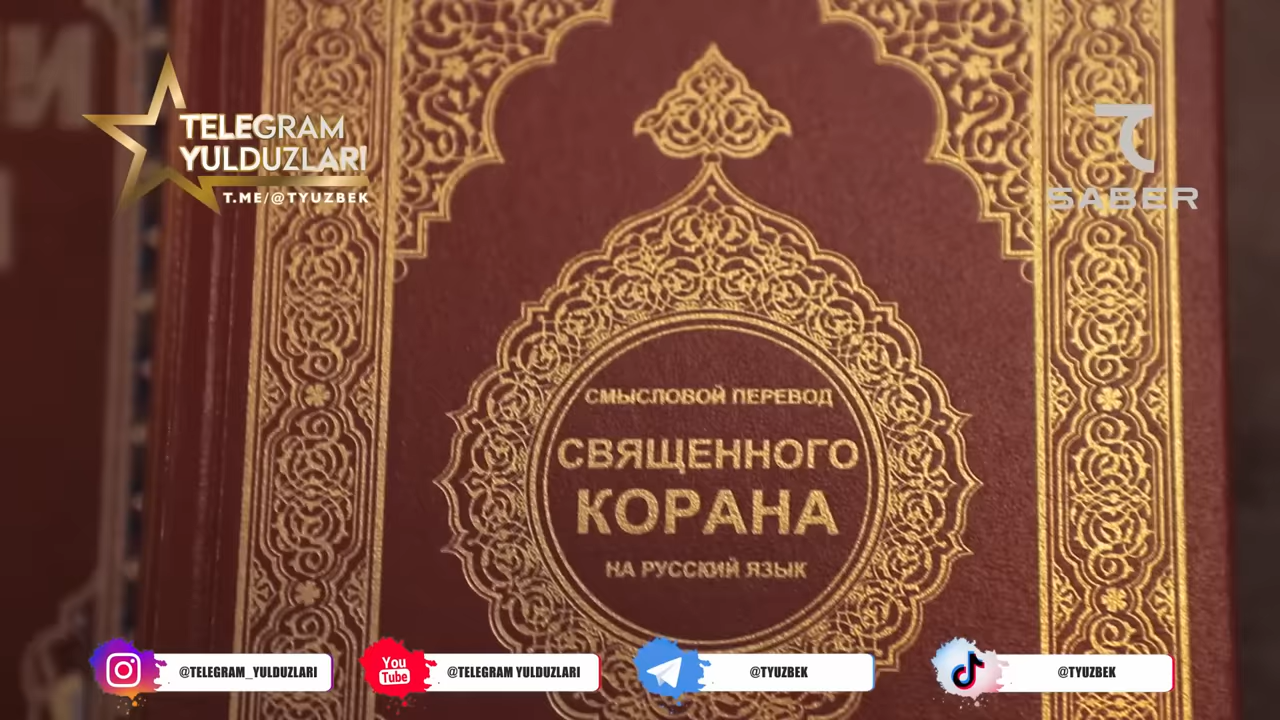 TELEGRAM
YULDUZLARI
T.ME/@TYUZBEK
SABER
СМЫСЛОВОЙ ПЕРЕВОД
СВЯЩЕННОГО
КОРАНА
НА РУССКИЙ ЯЗЫК
@TELEGRAM_YULDUZLARI
You
Tube
@TELEGRAM YULDUZLARI
@TYUZBEK
@TYUZBEK